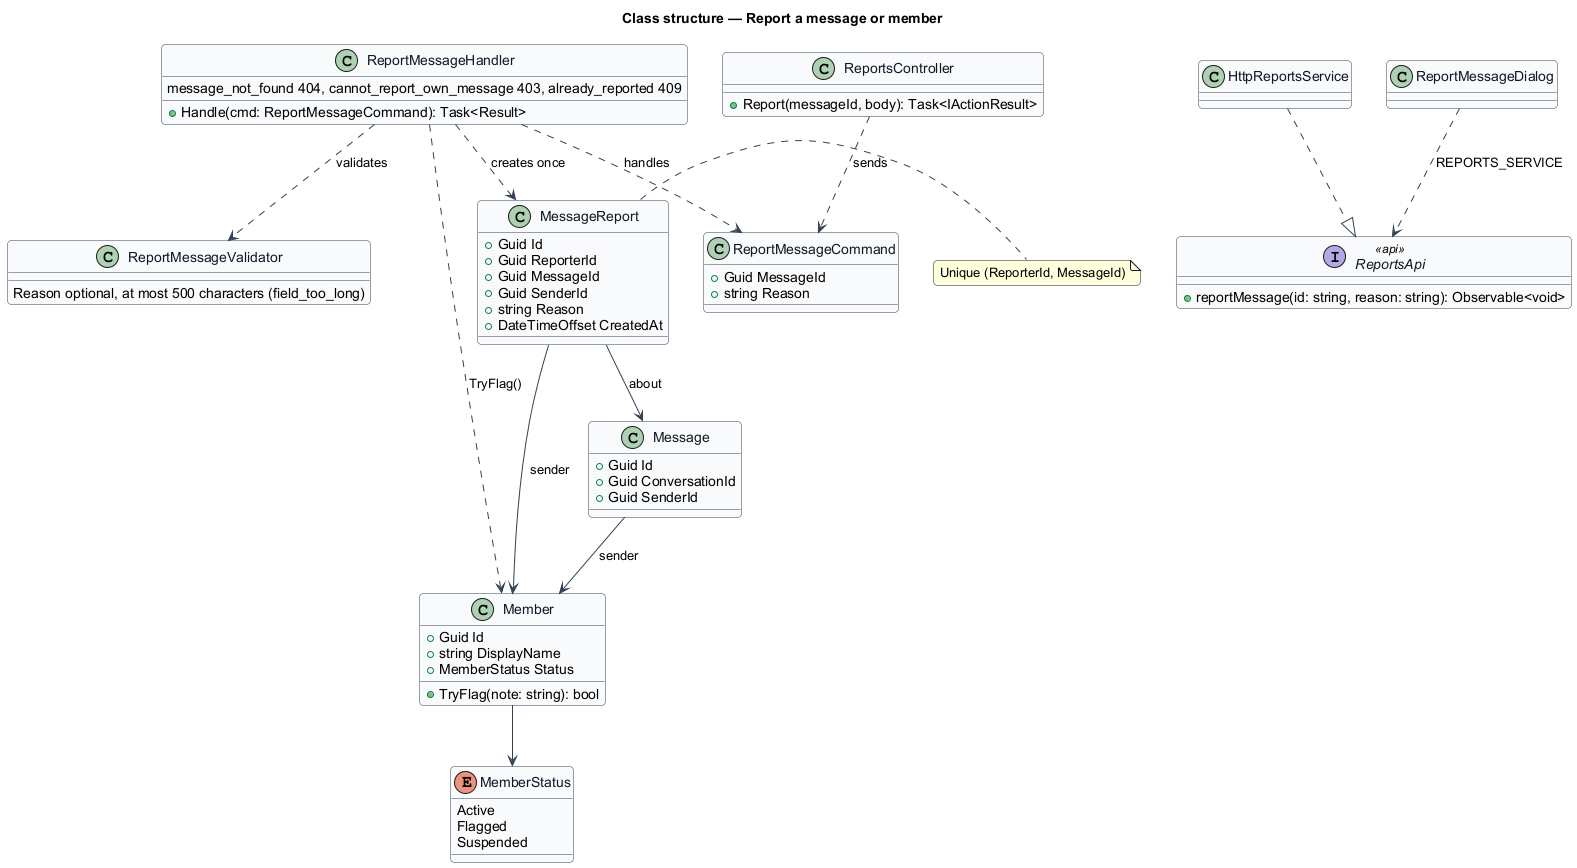 Class structure — Report a message or member
C ReportMessageHandler
message_not_found 404, cannot_report_own_message 403, already_reported 409
Handle(cmd: ReportMessageCommand): Task<Result>
C ReportsController
Report(messageId, body): Task<IActionResult>
C HttpReportsService
C ReportMessageDialog
validates
creates once
handles
sends
REPORTS_SERVICE
C ReportMessageValidator
Reason optional, at most 500 characters (field_too_long)
C MessageReport
Guid Id
Guid ReporterId
Guid MessageId
Guid SenderId
string Reason
DateTimeOffset CreatedAt
C ReportMessageCommand
Guid MessageId
string Reason
Unique (ReporterId, MessageId)
I «api»
ReportsApi
reportMessage(id: string, reason: string): Observable<void>
TryFlag()
about
sender
C Message
Guid Id
Guid ConversationId
Guid SenderId
sender
C Member
Guid Id
string DisplayName
MemberStatus Status
TryFlag(note: string): bool
E MemberStatus
Active
Flagged
Suspended